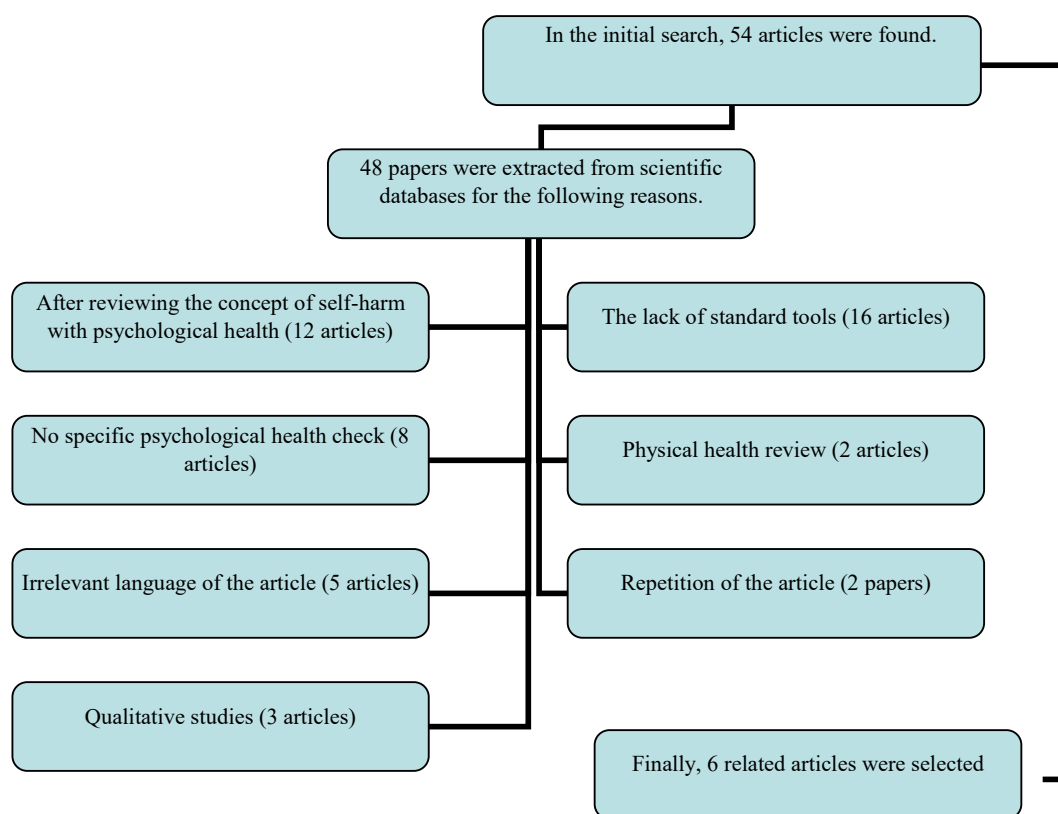 In the initial search, 54 articles were found.
48 papers were extracted from scientific
databases for the following reasons.
After reviewing the concept of self-harm
with psychological health (12 articles)
The lack of standard tools (16 articles)
No specific psychological health check (8
articles)
Physical health review (2 articles)
Irrelevant language of the article (5 articles)
Repetition of the article (2 papers)
Qualitative studies (3 articles)
Finally, 6 related articles were selected